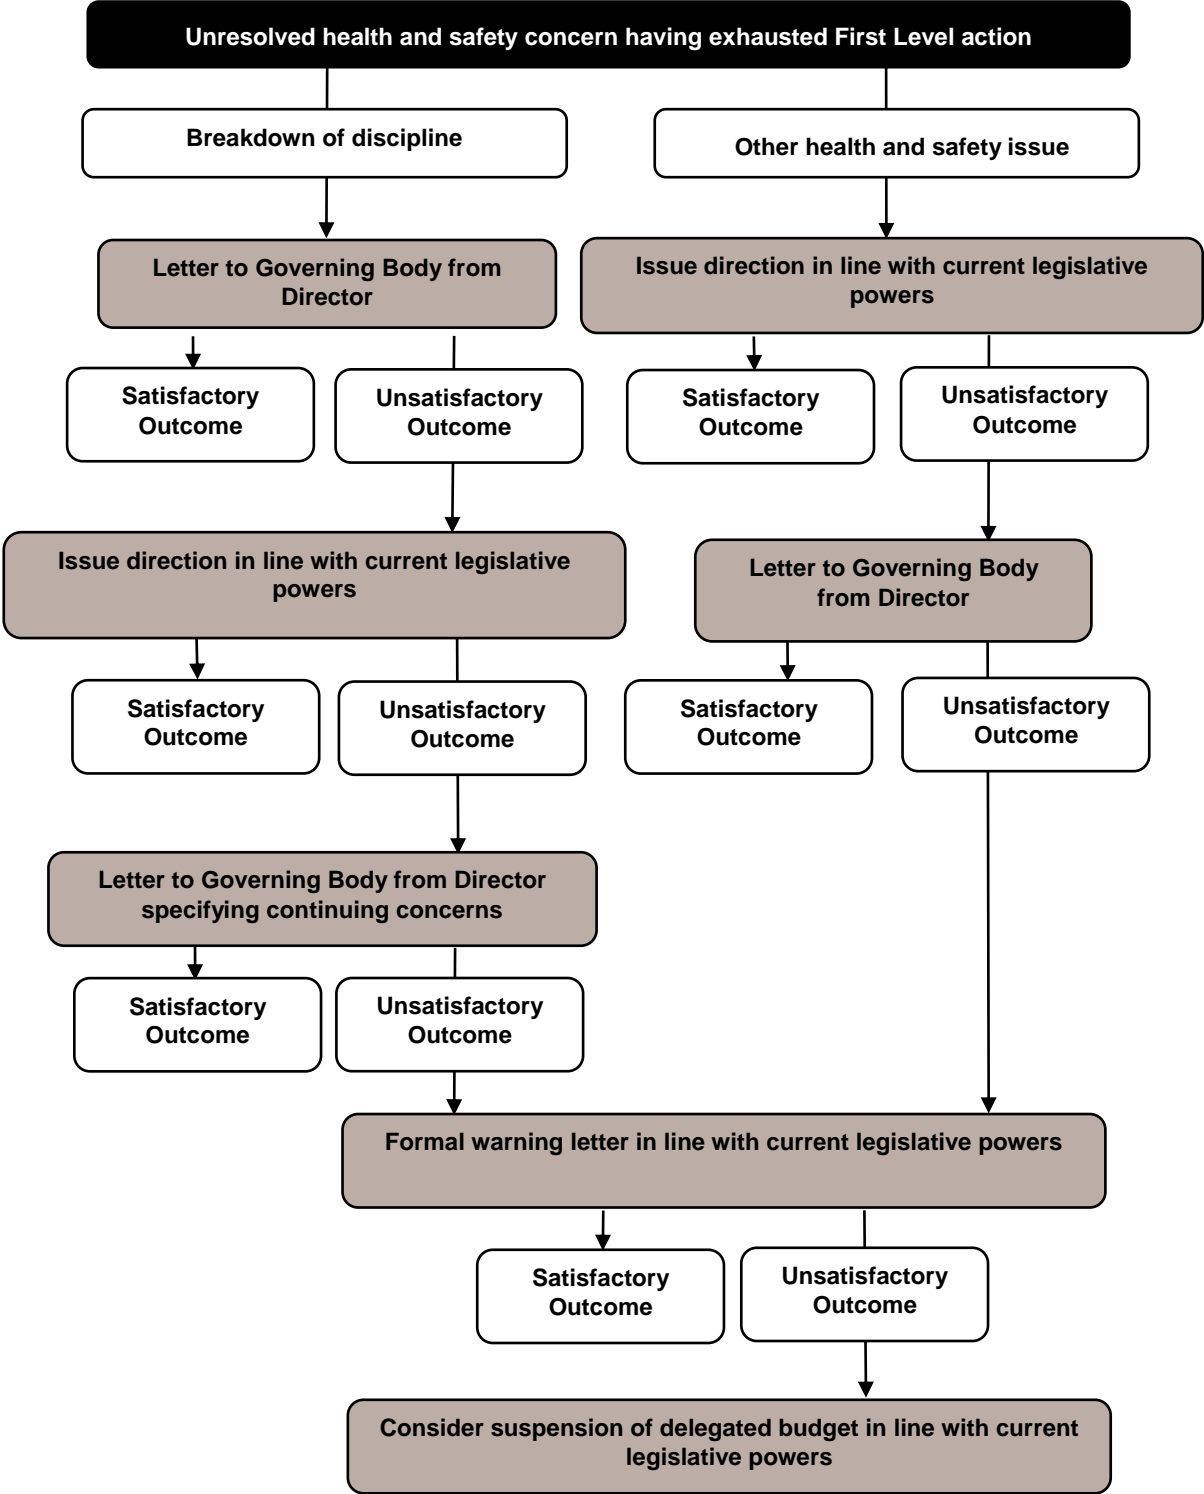 Unresolved health and safety concern having exhausted First Level action
Breakdown of discipline
Other health and safety issue
Letter to Governing Body from
Director
Issue direction in line with current legislative
powers
Satisfactory
Outcome
Unsatisfactory
Outcome
Satisfactory
Outcome
Unsatisfactory
Outcome
Issue direction in line with current legislative
powers
Letter to Governing Body
from Director
Satisfactory
Outcome
Unsatisfactory
Outcome
Satisfactory
Outcome
Unsatisfactory
Outcome
Letter to Governing Body from Director
specifying continuing concerns
Satisfactory
Outcome
Unsatisfactory
Outcome
Formal warning letter in line with current legislative powers
Satisfactory
Outcome
Unsatisfactory
Outcome
Consider suspension of delegated budget in line with current
legislative powers